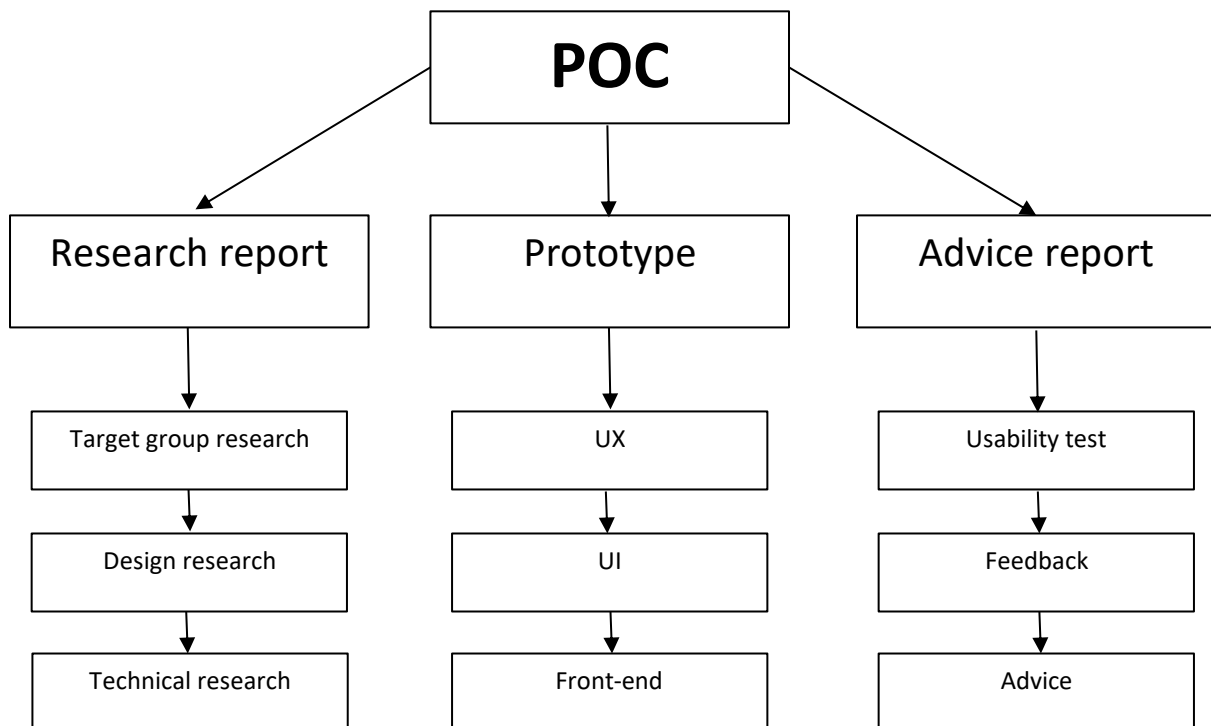 POC
Research report
Prototype
Advice report
Target group research
UX
Usability test
Design research
UI
Feedback
Technical research
Front-end
Advice